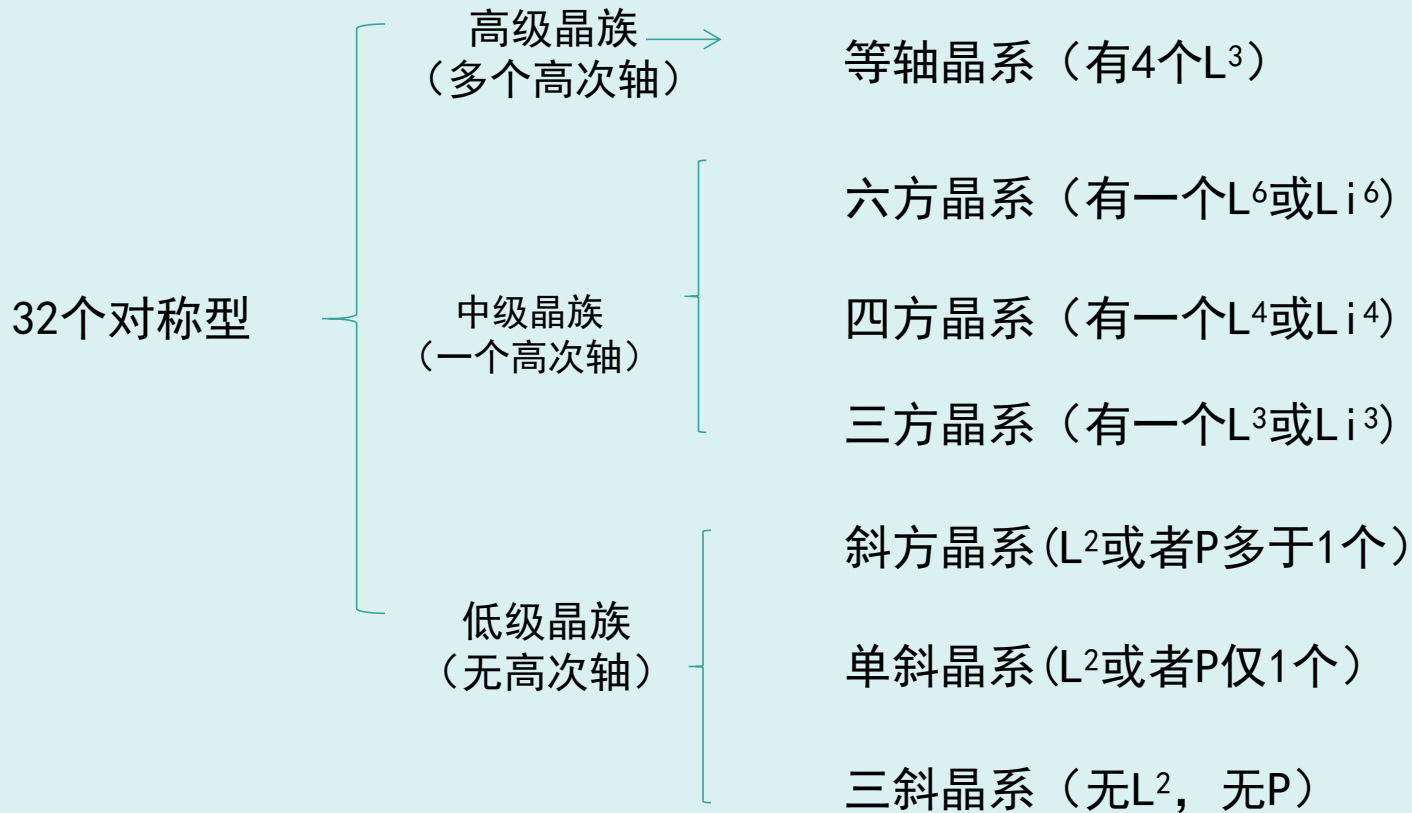 32个对称型
高级晶族
（多个高次轴）
等轴晶系（有4个L³）
中级晶族
（一个高次轴）
六方晶系（有一个L⁶或Li⁶)
四方晶系（有一个L⁴或Li⁴)
三方晶系（有一个L³或Li³)
低级晶族
（无高次轴）
斜方晶系(L²或者P多于1个）
单斜晶系(L²或者P仅1个）
三斜晶系（无L²，无P）